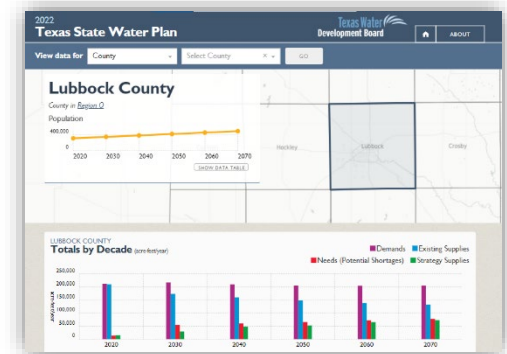 2022
Texas State Water Plan
Texas Water
Development Board
ABOUT
View data for
County
Select County
×
GO
Lubbock County
County in Region O
Population
400,000
0
2020 2030 2040 2050 2060 2070
SHOW DATA TABLE
Hockley
Lubbock
Crosby
LUBBOCK COUNTY
Totals by Decade (acre-feet/year)
Demands Existing Supplies
Needs (Potential Shortages) Strategy Supplies
250,000
200,000
150,000
100,000
50,000
0
2020 2030 2040 2050 2060 2070